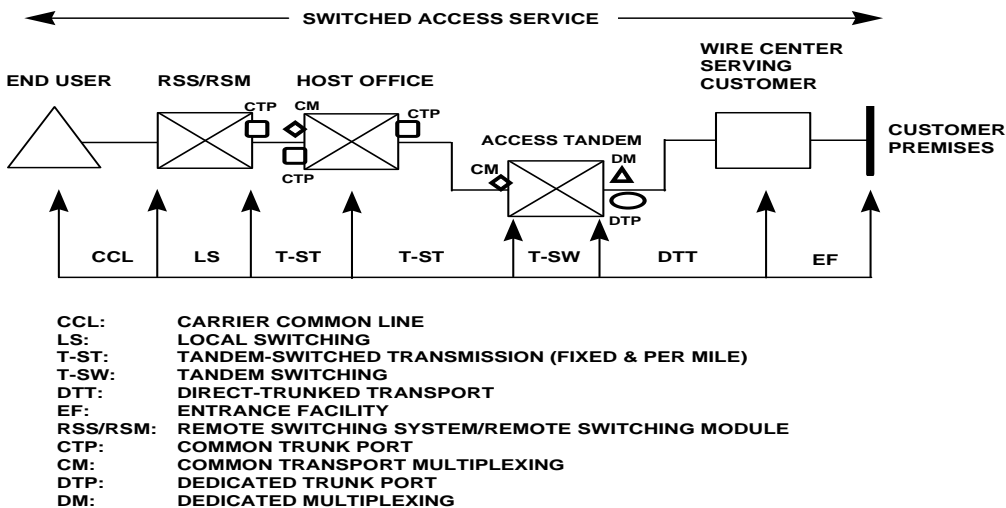 SWITCHED ACCESS SERVICE
WIRE CENTER
SERVING
CUSTOMER
END USER
RSS/RSM
HOST OFFICE
CTP
CM
CTP
CUSTOMER
PREMISES
ACCESS TANDEM
CM
DM
CTP
DTP
CCL
LS
T-ST
T-ST
T-SW
DTT
EF
CCL: CARRIER COMMON LINE
LS: LOCAL SWITCHING
T-ST: TANDEM-SWITCHED TRANSMISSION (FIXED & PER MILE)
T-SW: TANDEM SWITCHING
DTT: DIRECT-TRUNKED TRANSPORT
EF: ENTRANCE FACILITY
RSS/RSM: REMOTE SWITCHING SYSTEM/REMOTE SWITCHING MODULE
CTP: COMMON TRUNK PORT
CM: COMMON TRANSPORT MULTIPLEXING
DTP: DEDICATED TRUNK PORT
DM: DEDICATED MULTIPLEXING